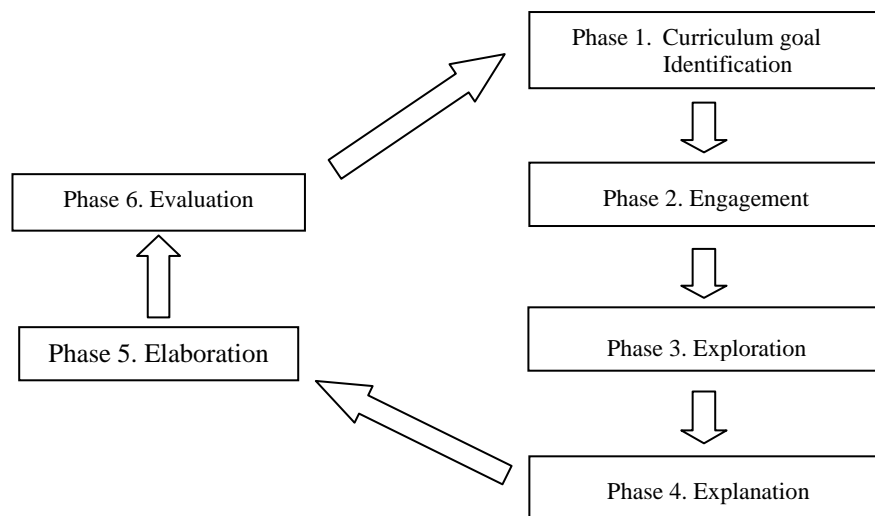 Phase 1. Curriculum goal
Identification
Phase 2. Engagement
Phase 3. Exploration
Phase 4. Explanation
Phase 5. Elaboration
Phase 6. Evaluation